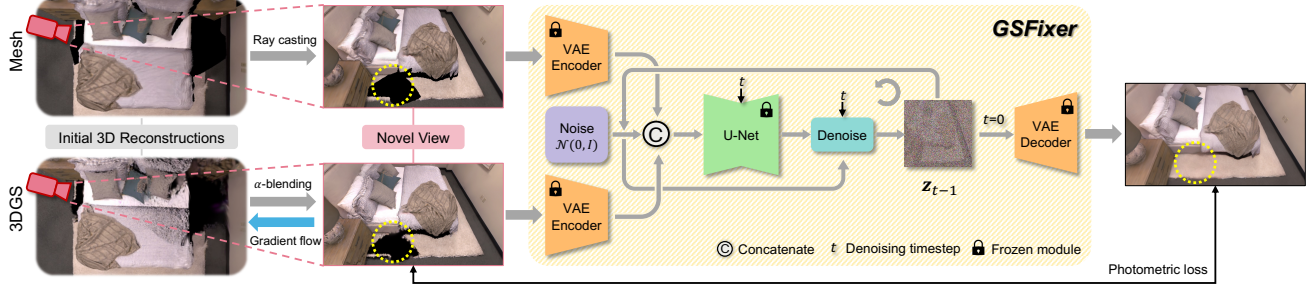 Mesh
Ray casting
Initial 3D Reconstructions
Novel View
3DGS
α-blending
Gradient flow
GSFixer
VAE
Encoder
Noise
𝒩(0, I)
C
t
U-Net
t
Denoise
z_{t−1}
t=0
VAE
Decoder
VAE
Encoder
C Concatenate
t Denoising timestep
Frozen module
Photometric loss